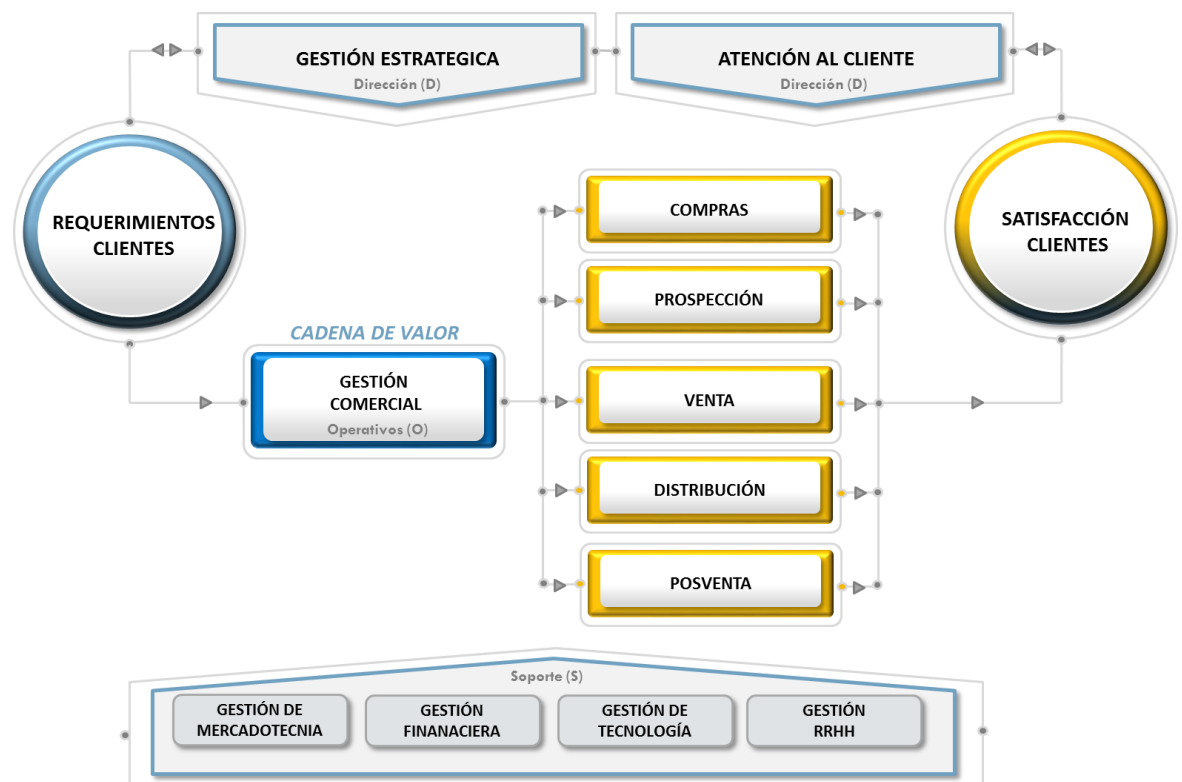 GESTIÓN ESTRATEGICA
Dirección (D)
ATENCIÓN AL CLIENTE
Dirección (D)
REQUERIMIENTOS
CLIENTES
SATISFACCIÓN
CLIENTES
CADENA DE VALOR
GESTIÓN
COMERCIAL
Operativos (O)
COMPRAS
PROSPECCIÓN
VENTA
DISTRIBUCIÓN
POSVENTA
Soporte (S)
GESTIÓN DE
MERCADOTECNIA
GESTIÓN
FINANACIERA
GESTIÓN DE
TECNOLOGÍA
GESTIÓN
RRHH